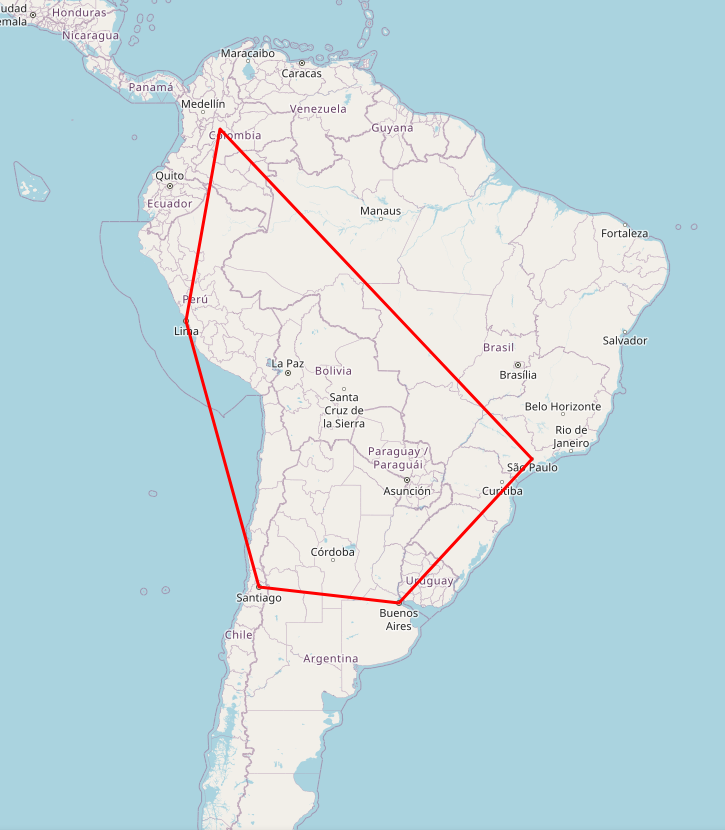 udad
emala
Honduras
Nicaragua
Panamá
Maracaibo
Caracas
Medellín
Venezuela
Colombia
Guyana
Quito
Ecuador
Manaus
Fortaleza
Perú
Lima
Salvador
Brasil
Brasília
La Paz
Bolivia
Santa
Cruz de
la Sierra
Belo Horizonte
Rio de
Janeiro
Paraguay /
Paraguái
São Paulo
Asunción
Curitiba
Córdoba
Uruguay
Santiago
Buenos
Aires
Chile
Argentina